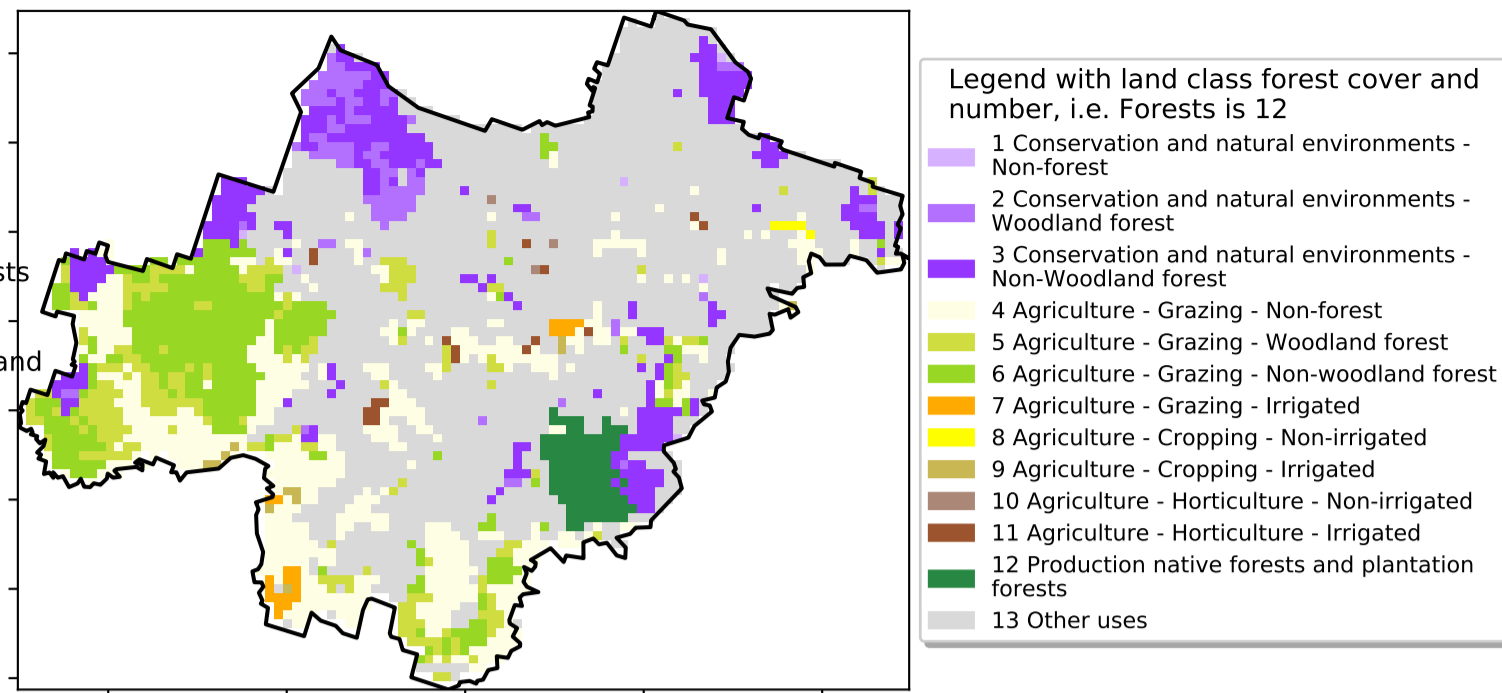 sts
and
Legend with land class forest cover and
number, i.e. Forests is 12
1 Conservation and natural environments -
Non-forest
2 Conservation and natural environments -
Woodland forest
3 Conservation and natural environments -
Non-Woodland forest
4 Agriculture - Grazing - Non-forest
5 Agriculture - Grazing - Woodland forest
6 Agriculture - Grazing - Non-woodland forest
7 Agriculture - Grazing - Irrigated
8 Agriculture - Cropping - Non-irrigated
9 Agriculture - Cropping - Irrigated
10 Agriculture - Horticulture - Non-irrigated
11 Agriculture - Horticulture - Irrigated
12 Production native forests and plantation
forests
13 Other uses